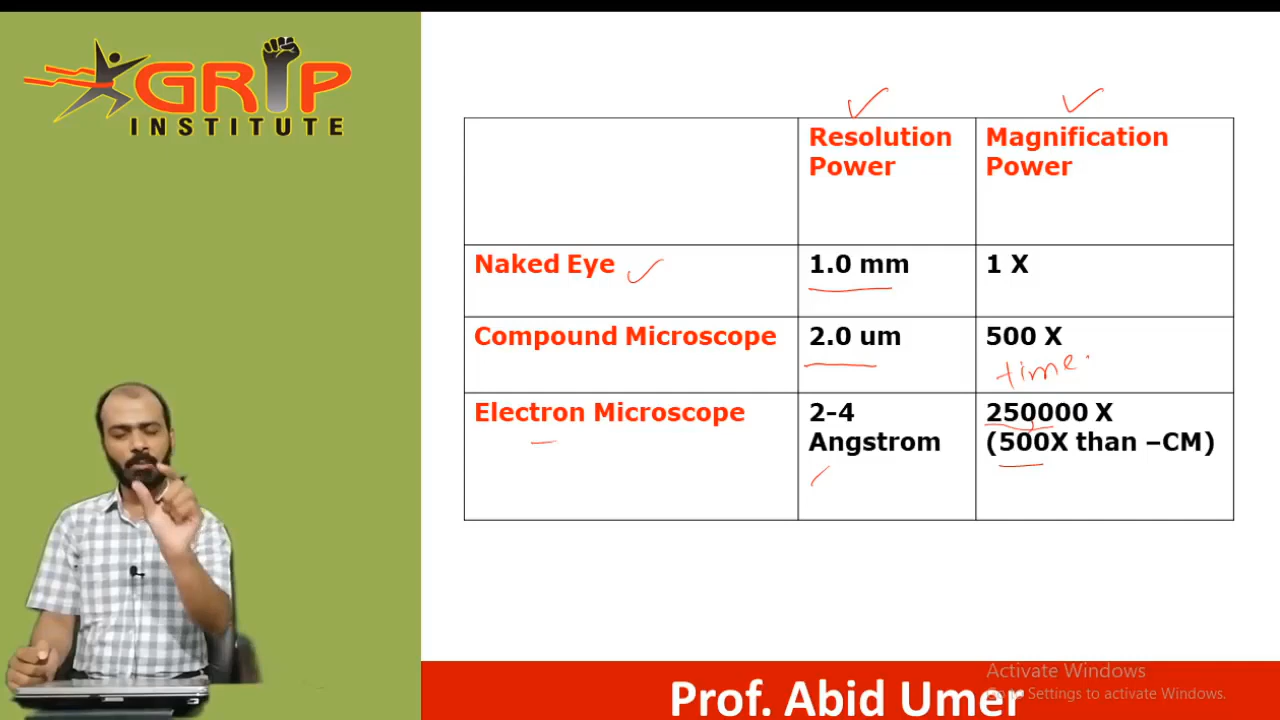 GRIP
INSTITUTE
Resolution
Power
Magnification
Power
Naked Eye
1.0 mm
1 X
Compound Microscope
2.0 um
500 X
time.
Electron Microscope
2-4
Angstrom
250000 X
(500X than –CM)
Activate Windows
Go to Settings to activate Windows.
Prof. Abid Umer